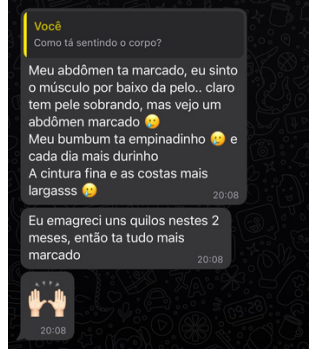 Você
Como tá sentindo o corpo?
Meu abdômen ta marcado, eu sinto
o músculo por baixo da pelo.. claro
tem pele sobrando, mas vejo um
abdômen marcado 🥲
Meu bumbum ta empinadinho 🥲 e
cada dia mais durinho
A cintura fina e as costas mais
largasss 🥲
20:08
Eu emagreci uns quilos nestes 2
meses, então ta tudo mais
marcado
20:08
🙌🏻
20:08